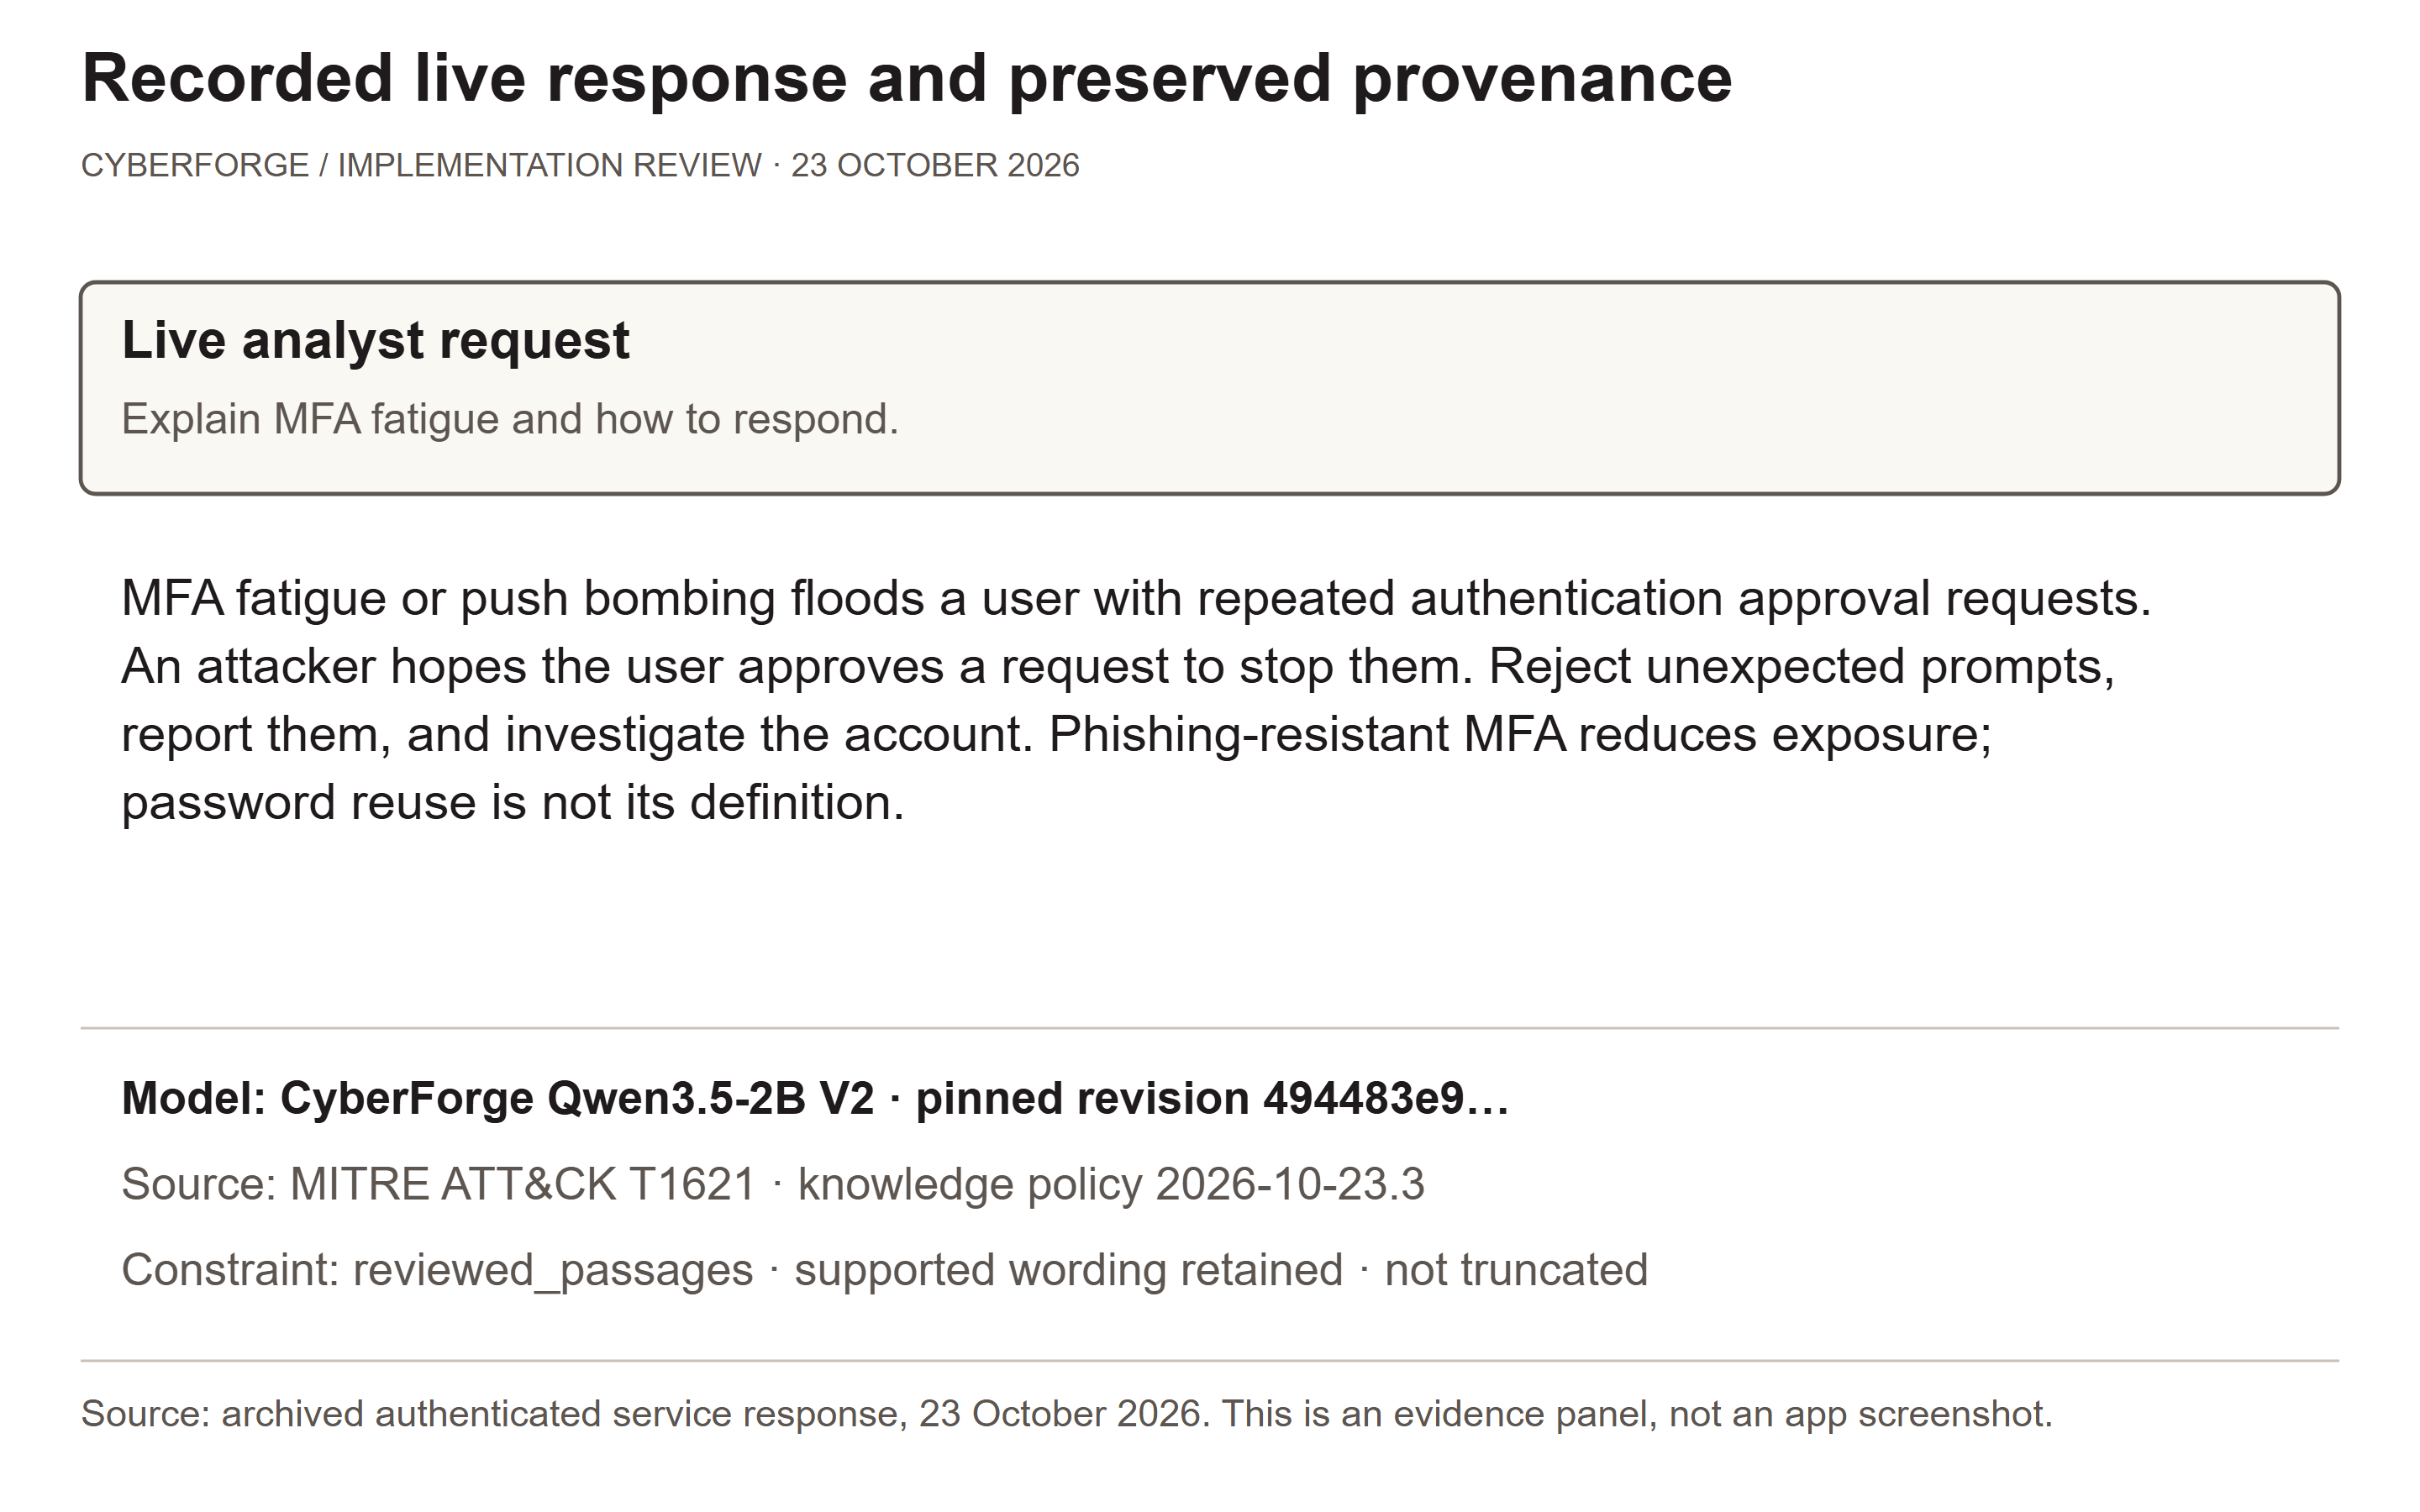 Recorded live response and preserved provenance
CYBERFORGE / IMPLEMENTATION REVIEW · 23 OCTOBER 2026
Live analyst request
Explain MFA fatigue and how to respond.
MFA fatigue or push bombing floods a user with repeated authentication approval requests.
An attacker hopes the user approves a request to stop them. Reject unexpected prompts,
report them, and investigate the account. Phishing-resistant MFA reduces exposure;
password reuse is not its definition.
Model: CyberForge Qwen3.5-2B V2 · pinned revision 494483e9…
Source: MITRE ATT&CK T1621 · knowledge policy 2026-10-23.3
Constraint: reviewed_passages · supported wording retained · not truncated
Source: archived authenticated service response, 23 October 2026. This is an evidence panel, not an app screenshot.